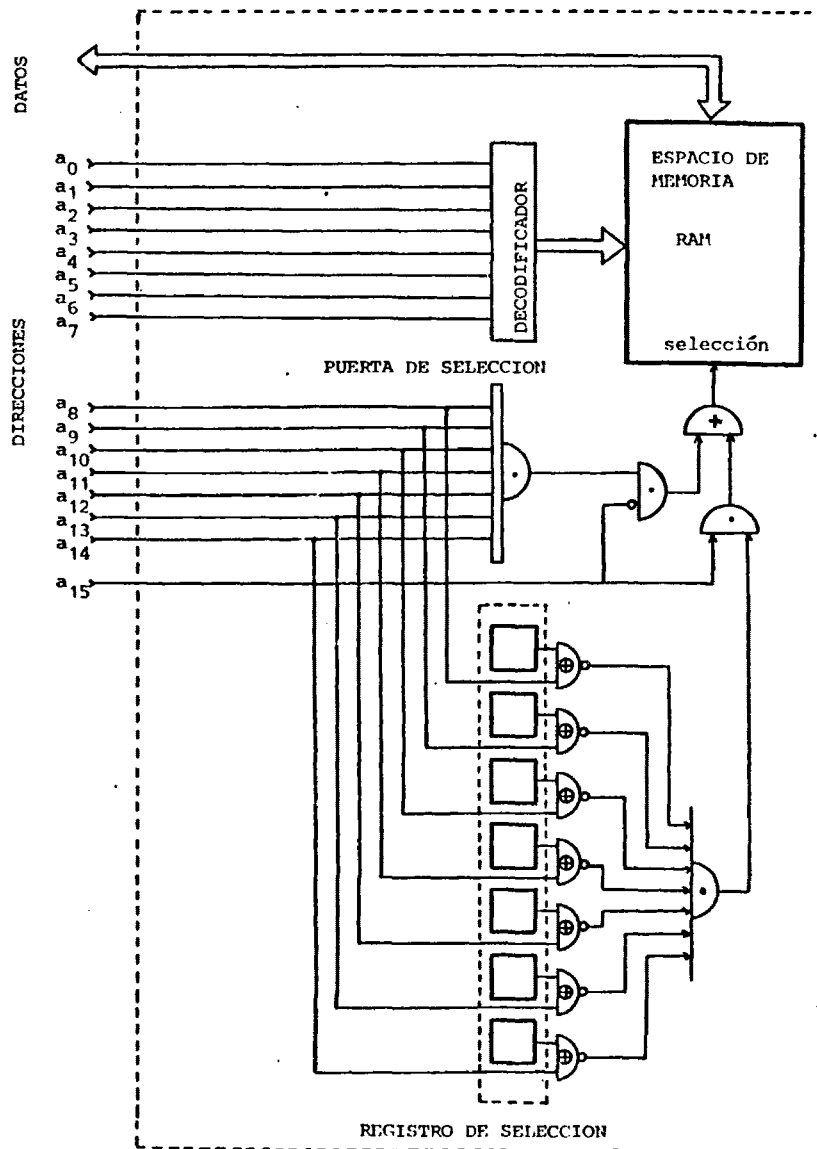 DATOS
ESPACIO DE
MEMORIA
RAM
selección
DECODIFICADOR
DIRECCIONES
a0
a1
a2
a3
a4
a5
a6
a7
PUERTA DE SELECCION
a8
a9
a10
a11
a12
a13
a14
a15
REGISTRO DE SELECCION